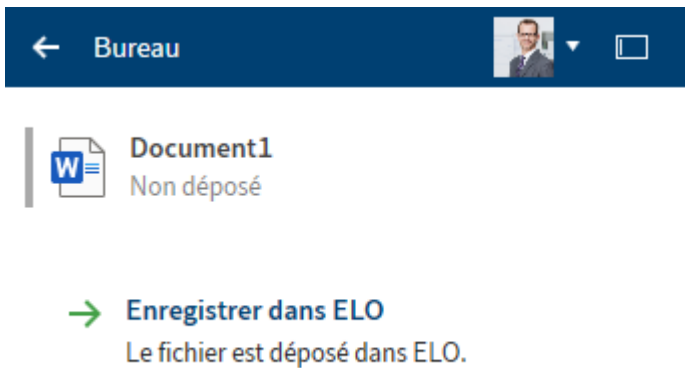 Bureau
W
Document1
Non déposé
Enregistrer dans ELO
Le fichier est déposé dans ELO.